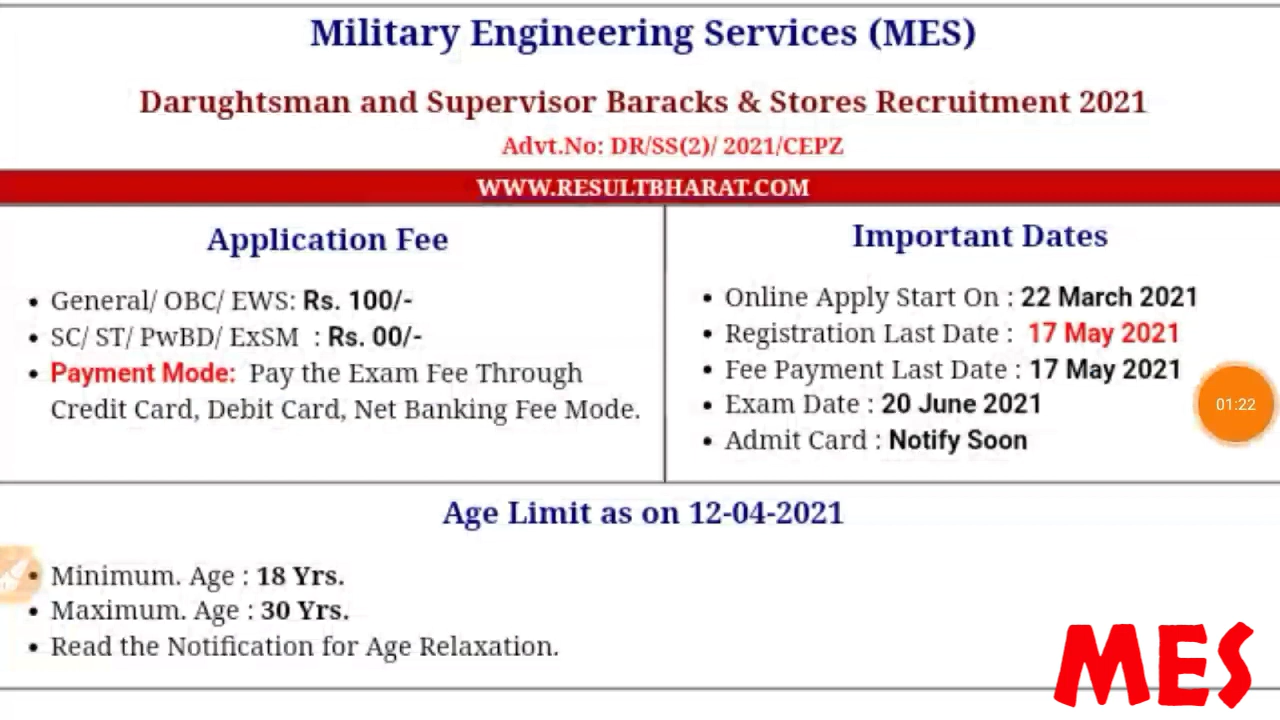 Military Engineering Services (MES)
Darughtsman and Supervisor Baracks & Stores Recruitment 2021
Advt.No: DR/SS(2)/ 2021/CEPZ
WWW.RESULTBHARAT.COM
Application Fee
• General/ OBC/ EWS: Rs. 100/-
• SC/ ST/ PwBD/ ExSM : Rs. 00/-
• Payment Mode: Pay the Exam Fee Through
Credit Card, Debit Card, Net Banking Fee Mode.
Important Dates
• Online Apply Start On : 22 March 2021
• Registration Last Date : 17 May 2021
• Fee Payment Last Date : 17 May 2021
• Exam Date : 20 June 2021
• Admit Card : Notify Soon
01:22
Age Limit as on 12-04-2021
• Minimum. Age : 18 Yrs.
• Maximum. Age : 30 Yrs.
• Read the Notification for Age Relaxation.
MES